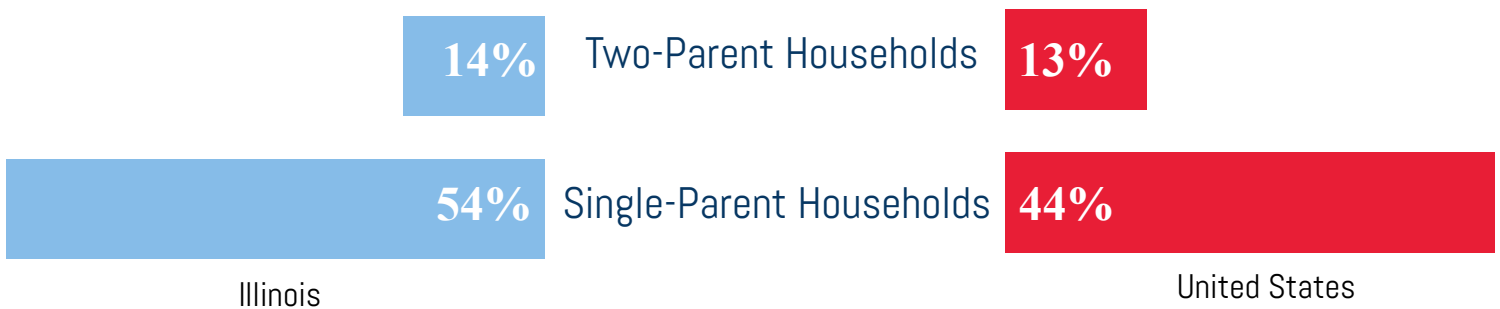 14% Two-Parent Households 13%
54% Single-Parent Households 44%
Illinois United States